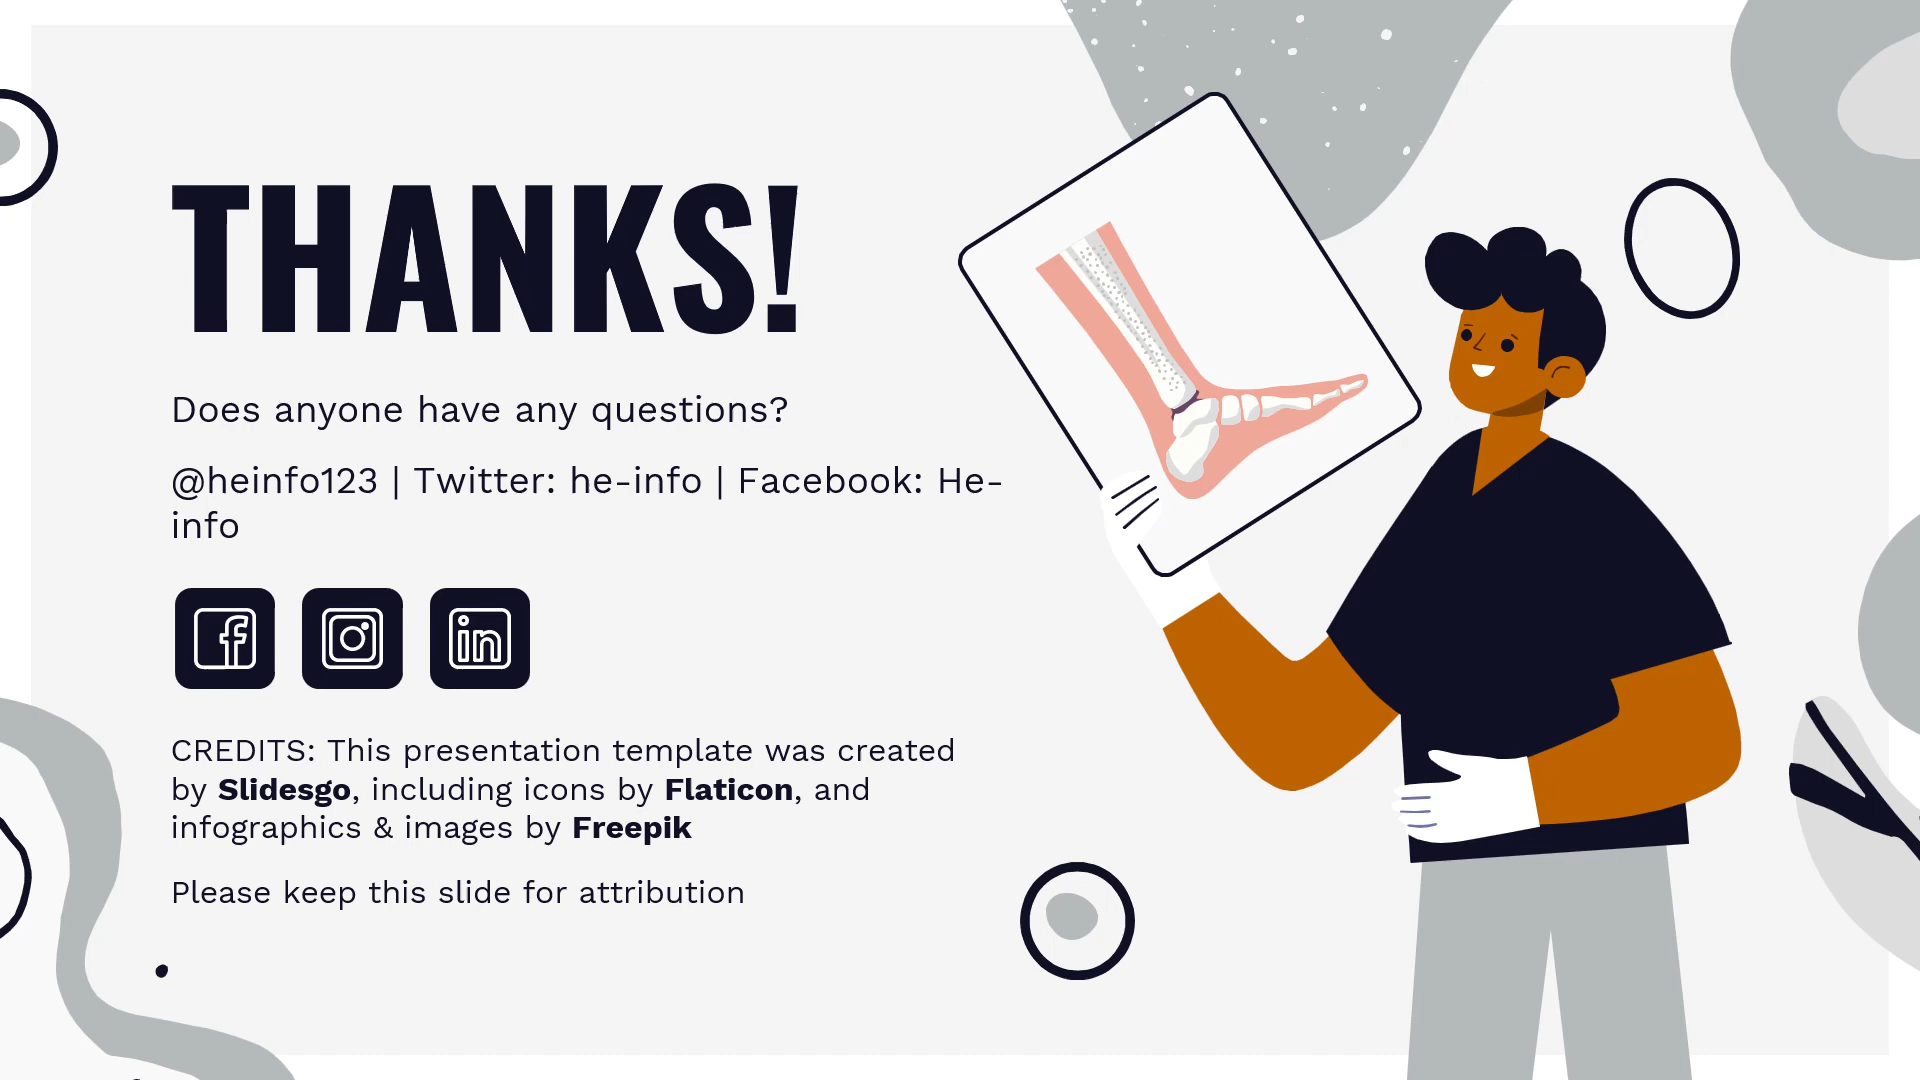 THANKS!
Does anyone have any questions?
@heinfo123 | Twitter: he-info | Facebook: He-
info
CREDITS: This presentation template was created
by Slidesgo, including icons by Flaticon, and
infographics & images by Freepik
Please keep this slide for attribution